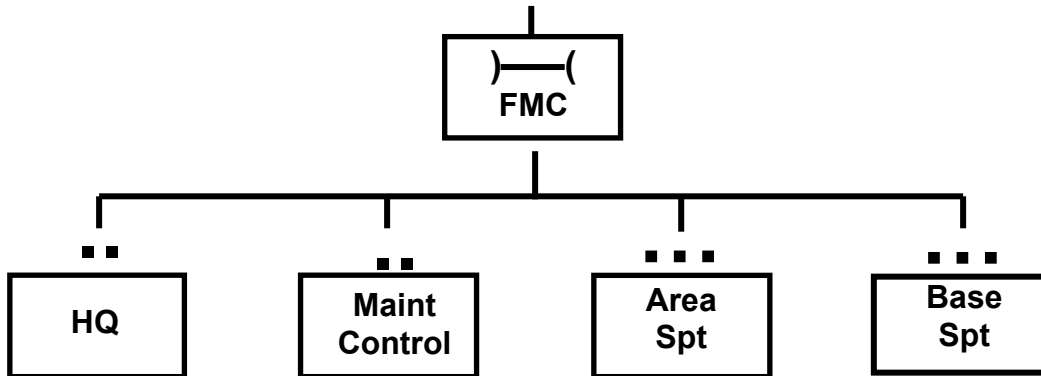 FMC
HQ
Maint
Control
Area
Spt
Base
Spt